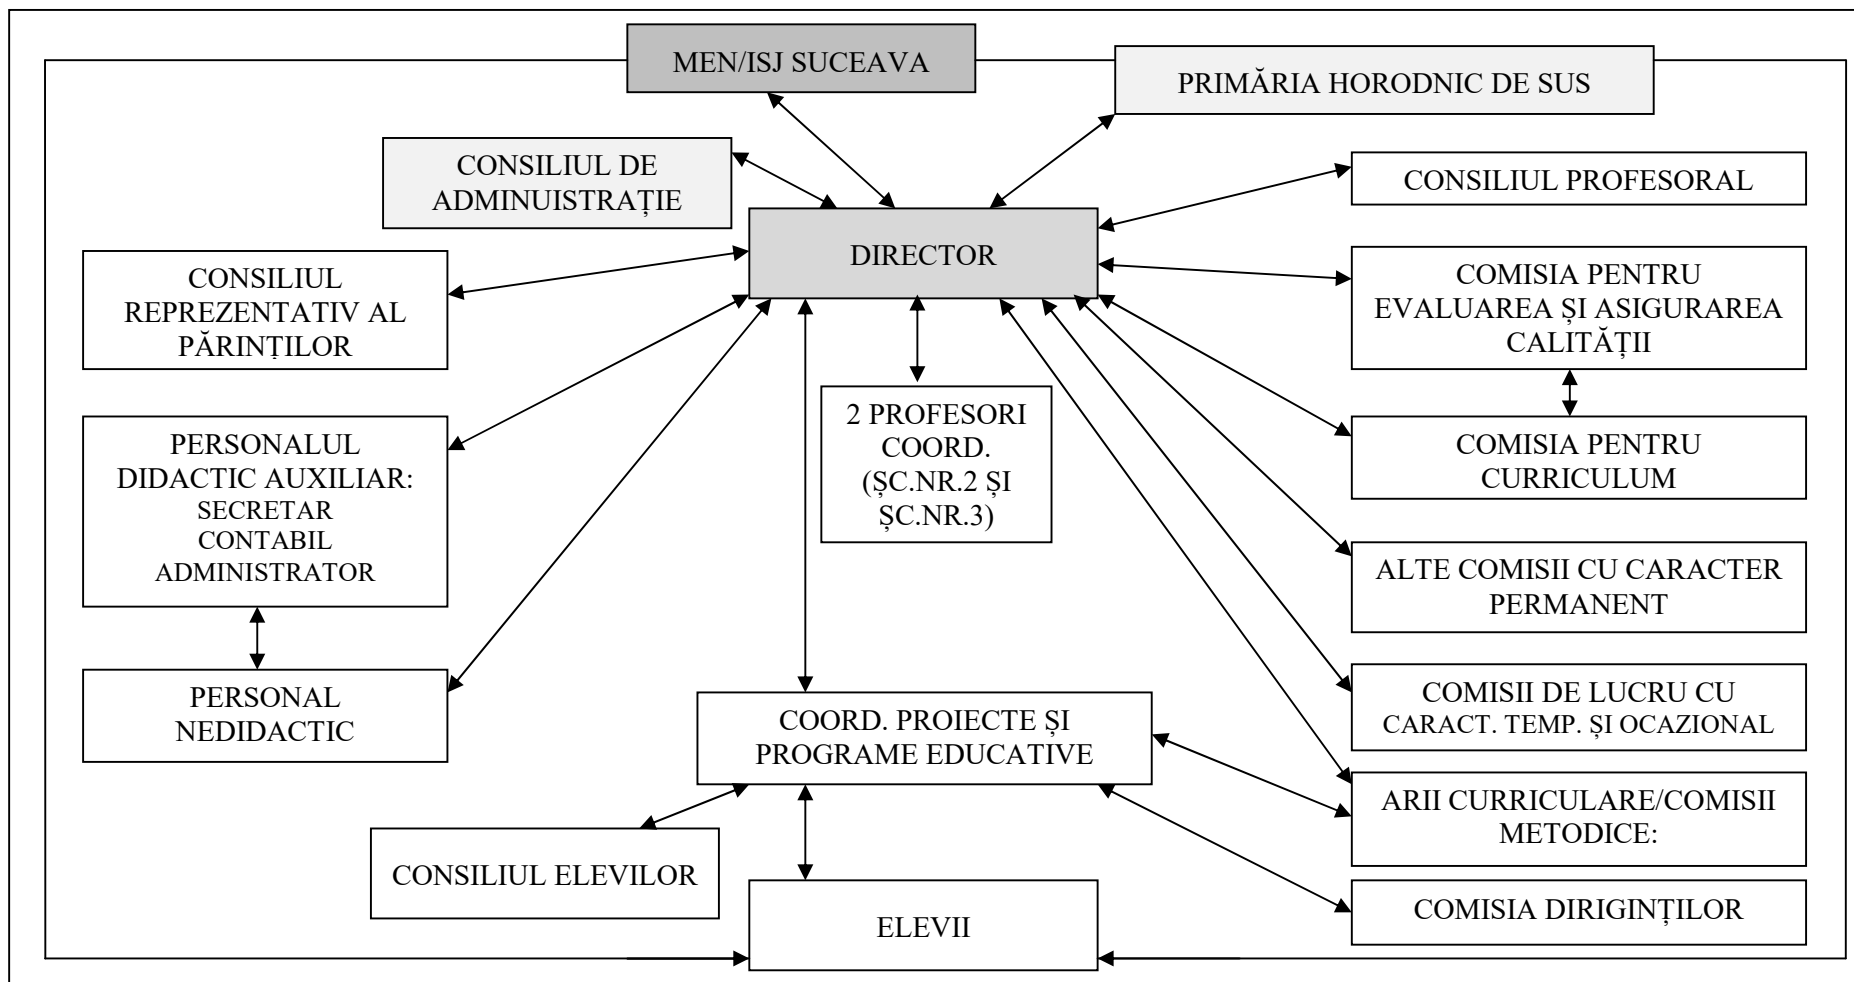 MEN/ISJ SUCEAVA
PRIMĂRIA HORODNIC DE SUS
CONSILIUL DE
ADMINUISTRAȚIE
CONSILIUL PROFESORAL
DIRECTOR
CONSILIUL
REPREZENTATIV AL
PĂRINȚILOR
COMISIA PENTRU
EVALUAREA ȘI ASIGURAREA
CALITĂȚII
2 PROFESORI
COORD.
(ȘC.NR.2 ȘI
ȘC.NR.3)
PERSONALUL
DIDACTIC AUXILIAR:
SECRETAR
CONTABIL
ADMINISTRATOR
COMISIA PENTRU
CURRICULUM
ALTE COMISII CU CARACTER
PERMANENT
PERSONAL
NEDIDACTIC
COORD. PROIECTE ȘI
PROGRAME EDUCATIVE
COMISII DE LUCRU CU
CARACT. TEMP. ȘI OCAZIONAL
ARII CURRICULARE/COMISII
METODICE:
CONSILIUL ELEVILOR
ELEVII
COMISIA DIRIGINȚILOR